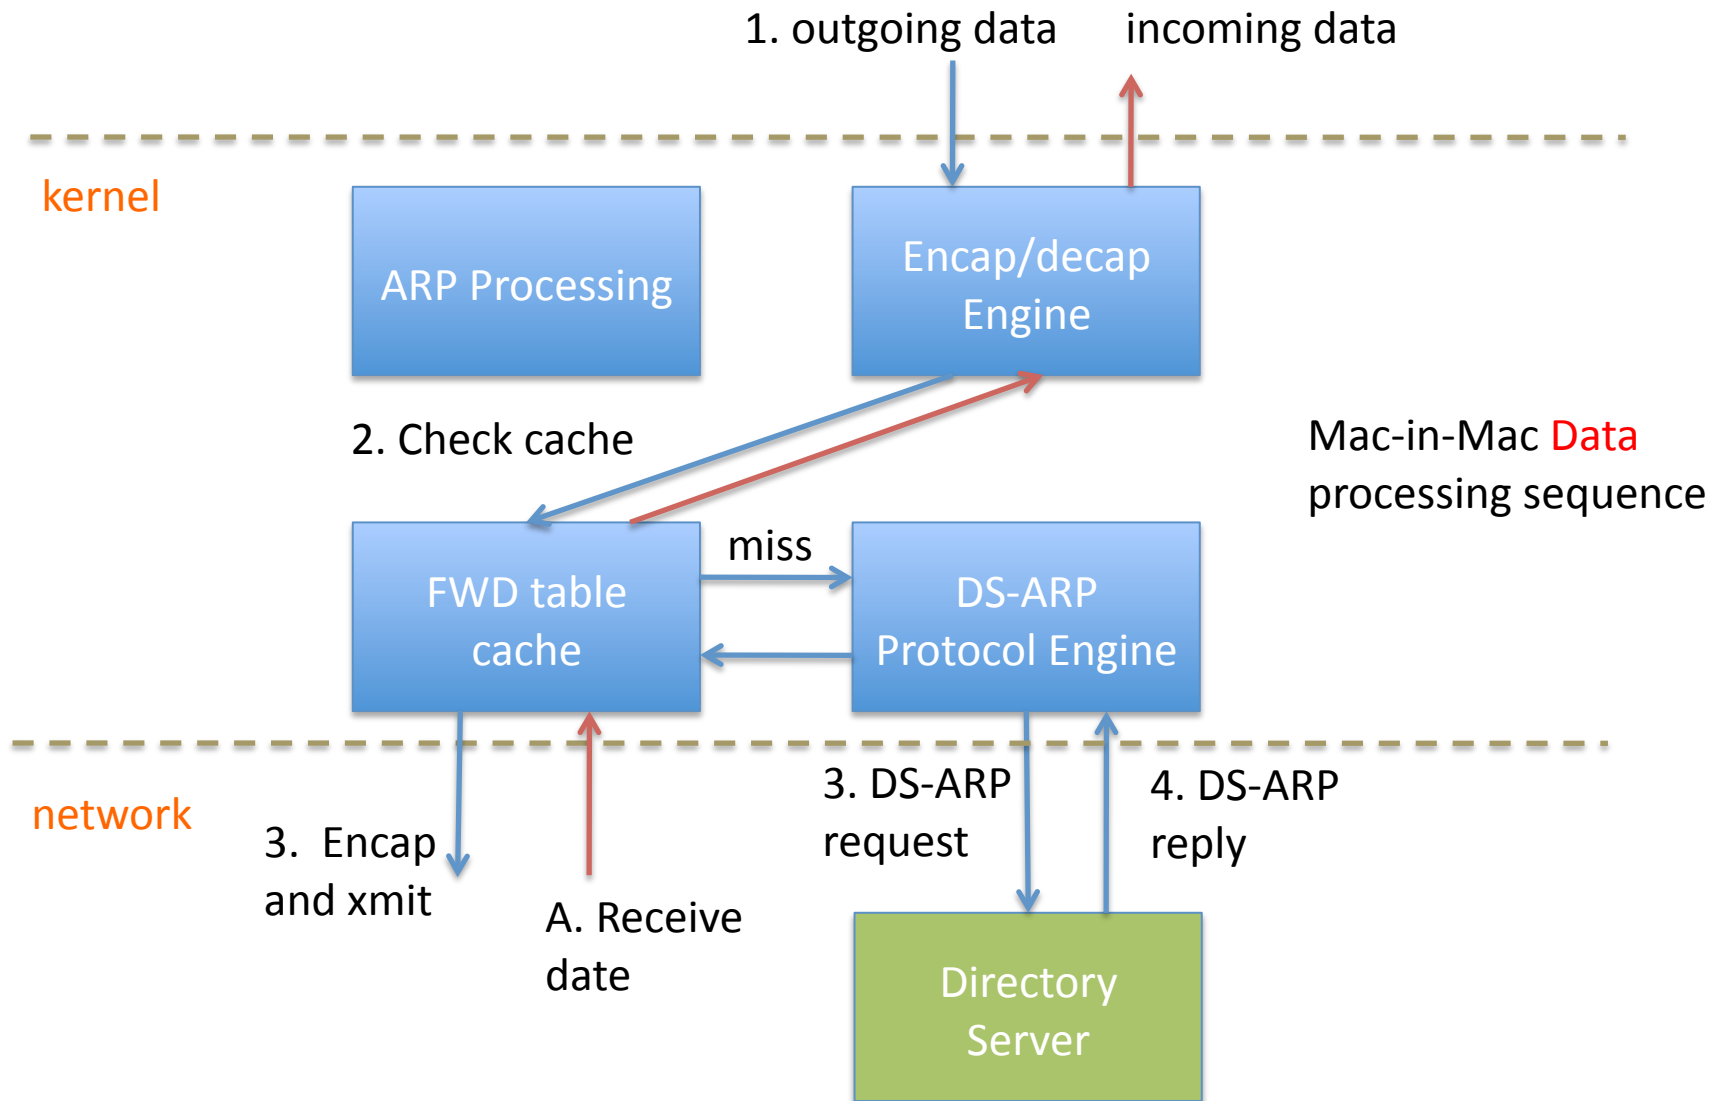 1. outgoing data
incoming data
kernel
ARP Processing
Encap/decap
Engine
2. Check cache
Mac-in-Mac Data
processing sequence
miss
FWD table
cache
DS-ARP
Protocol Engine
network
3. Encap
and xmit
A. Receive
date
3. DS-ARP
request
4. DS-ARP
reply
Directory
Server